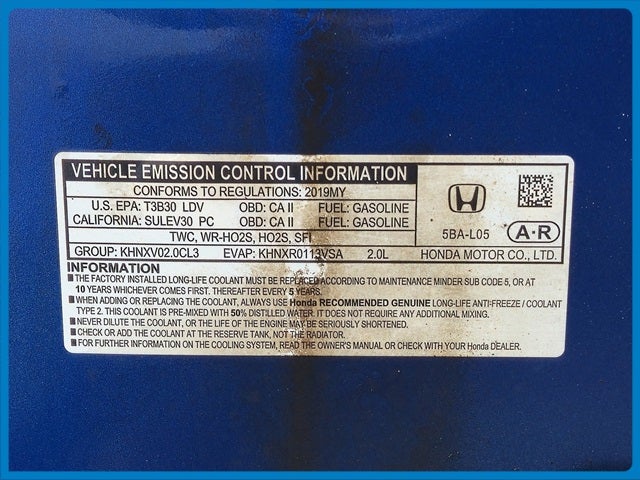 VEHICLE EMISSION CONTROL INFORMATION
CONFORMS TO REGULATIONS: 2019MY
U.S. EPA: T3B30 LDV OBD: CA II FUEL: GASOLINE
CALIFORNIA: SULEV30 PC OBD: CA II FUEL: GASOLINE
TWC, WR-HO2S, HO2S, SFI
GROUP: KHNXV02.0CL3 EVAP: KHNXR0113VSA 2.0L
5BA-L05 A-R
HONDA MOTOR CO., LTD.
INFORMATION
■THE FACTORY INSTALLED LONG-LIFE COOLANT MUST BE REPLACED ACCORDING TO MAINTENANCE MINDER SUB CODE 5, OR AT
10 YEARS WHICHEVER COMES FIRST. THEREAFTER EVERY 5 YEARS.
■WHEN ADDING OR REPLACING THE COOLANT, ALWAYS USE Honda RECOMMENDED GENUINE LONG-LIFE ANTI-FREEZE / COOLANT
TYPE 2. THIS COOLANT IS PRE-MIXED WITH 50% DISTILLED WATER. IT DOES NOT REQUIRE ANY ADDITIONAL MIXING.
■NEVER DILUTE THE COOLANT, OR THE LIFE OF THE ENGINE MAY BE SERIOUSLY SHORTENED.
■CHECK OR ADD THE COOLANT AT THE RESERVE TANK, NOT THE RADIATOR.
■FOR FURTHER INFORMATION ON THE COOLING SYSTEM, READ THE OWNER'S MANUAL OR CHECK WITH YOUR Honda DEALER.